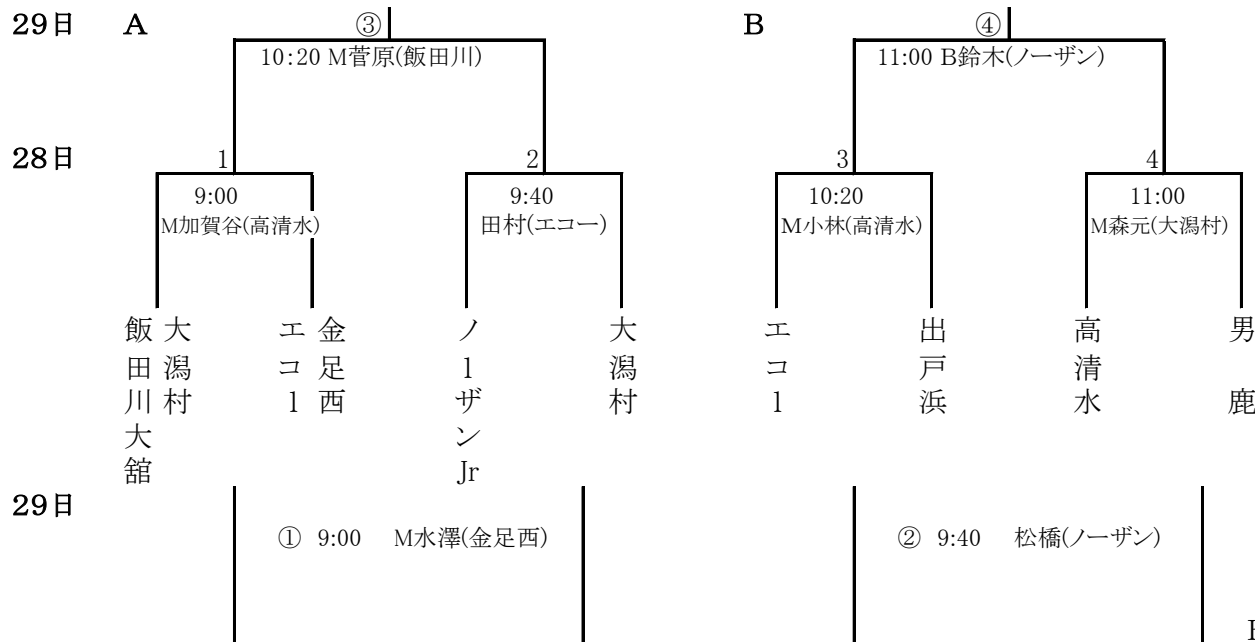 29日 A ③ B ④
10:20 M菅原(飯田川) 11:00 B鈴木(ノーザン)
28日 1 2 3 4
9:00 9:40 10:20 11:00
M加賀谷(高清水) 田村(エコー) M小林(高清水) M森元(大潟村)
飯田川大舘
大潟村
エコー
金足西
ノーザンJr
大潟村
エコー
出戸浜
高清水
男鹿
29日
① 9:00 M水澤(金足西) ② 9:40 松橋(ノーザン)